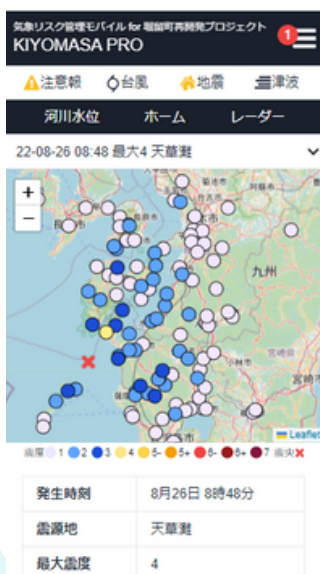 気象リスク管理モバイル for 堀留町再開発プロジェクト
KIYOMASA PRO
1
注意報 台風 地震 津波
河川水位 ホーム レーダー
22-08-26 08:48 最大4 天草灘
+
−
九州
宮崎県
Leaflet
震度 1 2 3 4 5- 5+ 6- 6+ 7 震央
発生時刻 8月26日 8時48分
震源地 天草灘
最大震度 4